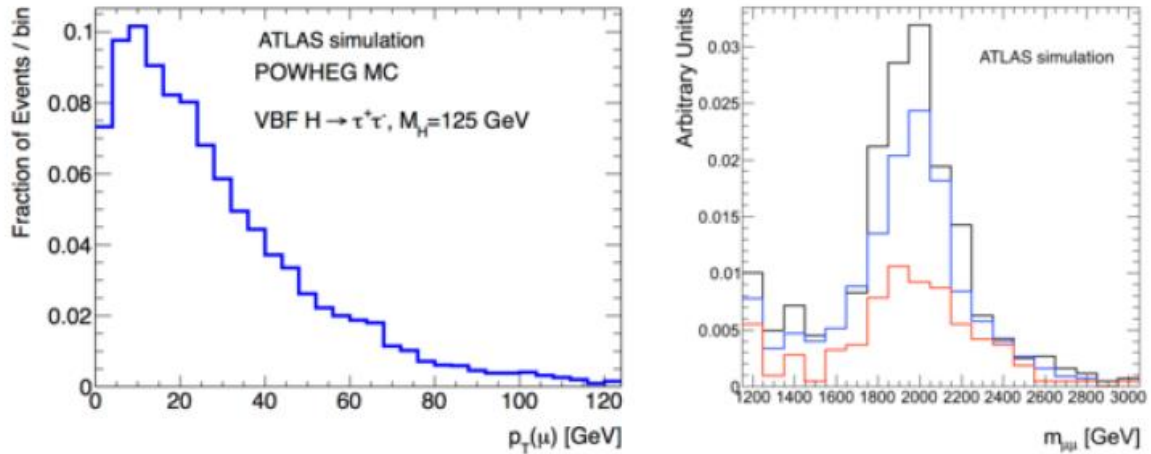 Fraction of Events / bin
0.1
0.08
0.06
0.04
0.02
0
ATLAS simulation
POWHEG MC
VBF H → τ⁺τ⁻, M_H=125 GeV
0 20 40 60 80 100 120
p_T(μ) [GeV]
Arbitrary Units
0.03
0.025
0.02
0.015
0.01
0.005
0
ATLAS simulation
1200 1400 1600 1800 2000 2200 2400 2600 2800 3000
m_μμ [GeV]